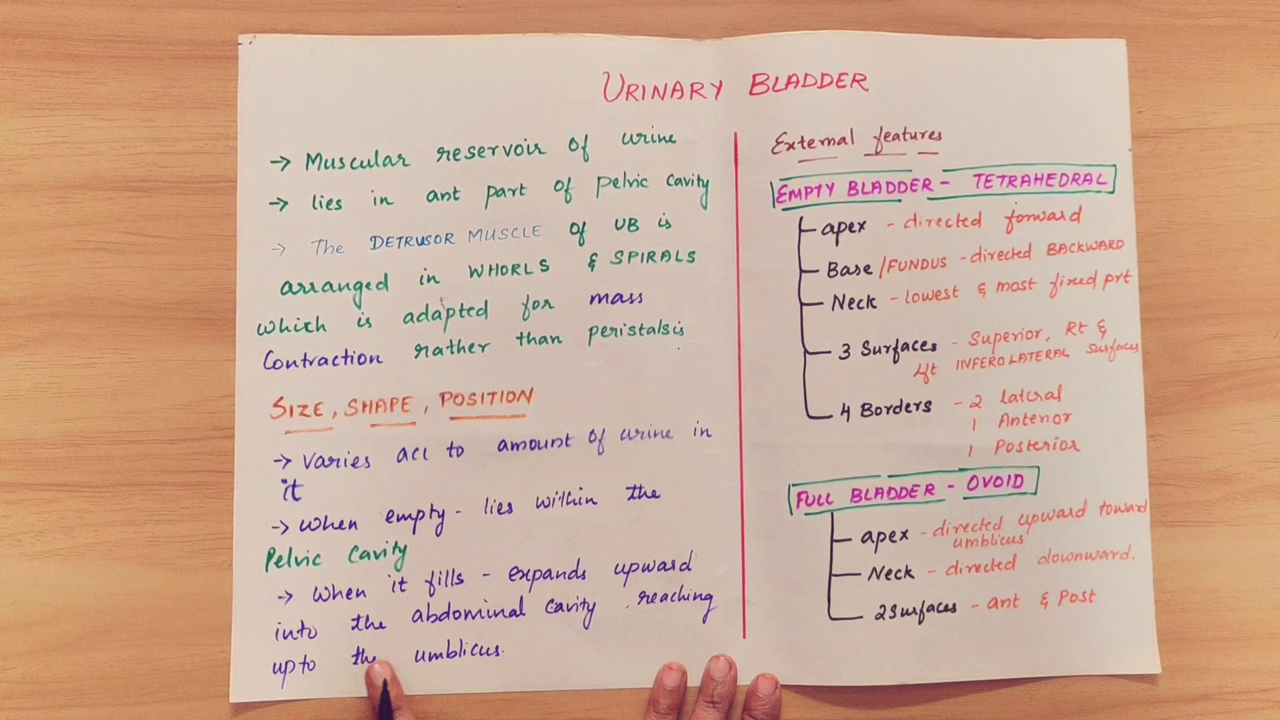 URINARY BLADDER
→ Muscular reservoir of urine
→ lies in ant part of pelvic cavity
→ The DETRUSOR MUSCLE of UB is
arranged in WHORLS & SPIRALS
which is adapted for mass
Contraction rather than peristalsis
SIZE, SHAPE, POSITION
→ Varies acc to amount of urine in
it
→ when empty - lies within the
Pelvic Cavity
→ When it fills - expands upward
into the abdominal cavity, reaching
upto the umblicus.
External features
EMPTY BLADDER - TETRAHEDRAL
apex - directed forward
Base/FUNDUS - directed BACKWARD
Neck - lowest & most fixed prt
3 Surfaces - Superior, Rt &
Lft INFEROLATERAL Surfaces
4 Borders - 2 lateral
1 Anterior
1 Posterior
FULL BLADDER - OVOID
apex - directed upward toward
umblicus
Neck - directed downward.
2 Surfaces - ant & Post